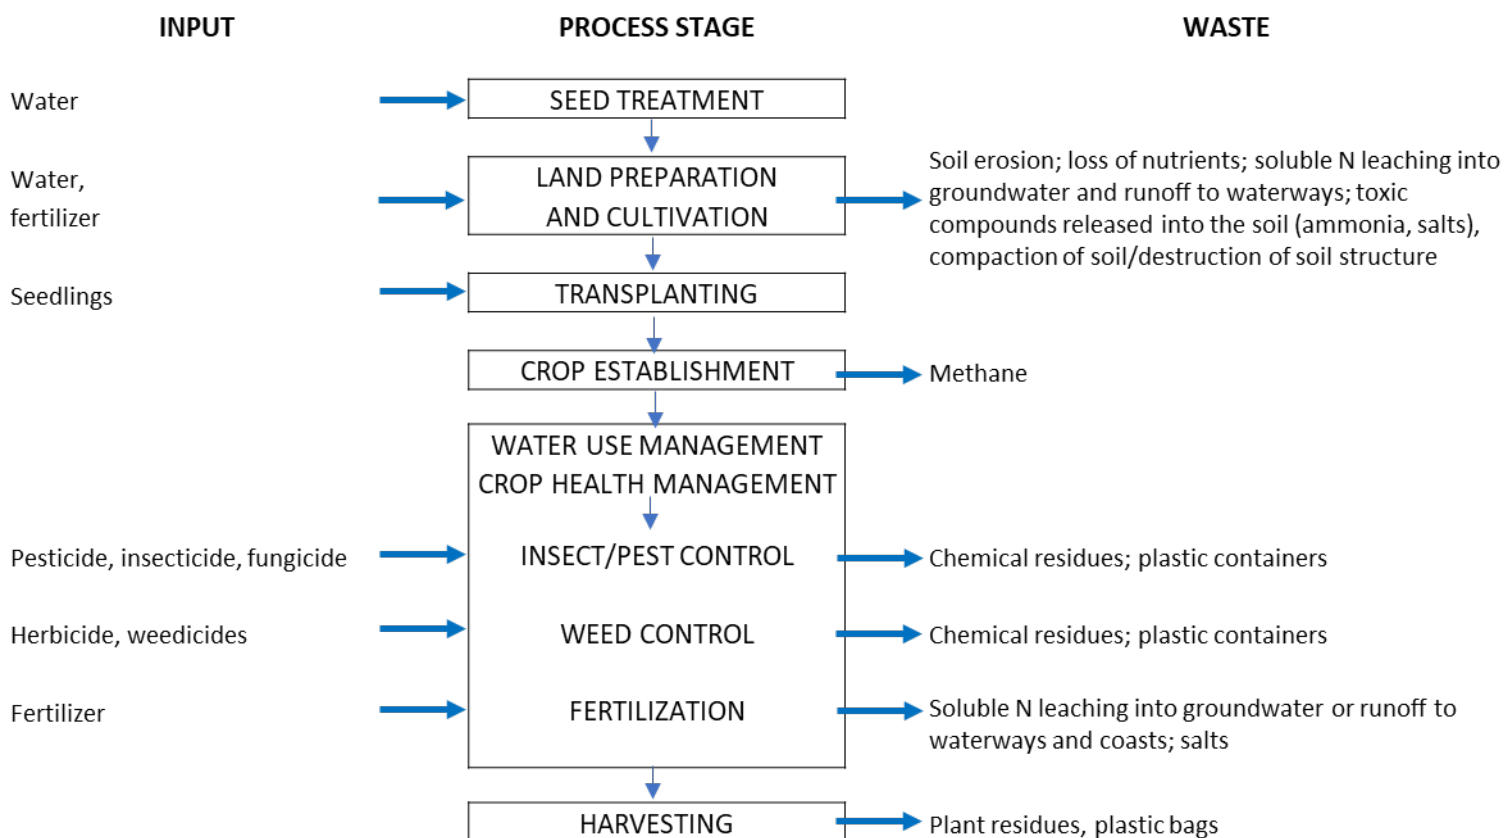 INPUT
PROCESS STAGE
WASTE
Water
SEED TREATMENT
Water,
fertilizer
LAND PREPARATION
AND CULTIVATION
Soil erosion; loss of nutrients; soluble N leaching into
groundwater and runoff to waterways; toxic
compounds released into the soil (ammonia, salts),
compaction of soil/destruction of soil structure
Seedlings
TRANSPLANTING
CROP ESTABLISHMENT
Methane
WATER USE MANAGEMENT
CROP HEALTH MANAGEMENT
Pesticide, insecticide, fungicide
INSECT/PEST CONTROL
Chemical residues; plastic containers
Herbicide, weedicides
WEED CONTROL
Chemical residues; plastic containers
Fertilizer
FERTILIZATION
Soluble N leaching into groundwater or runoff to
waterways and coasts; salts
HARVESTING
Plant residues, plastic bags